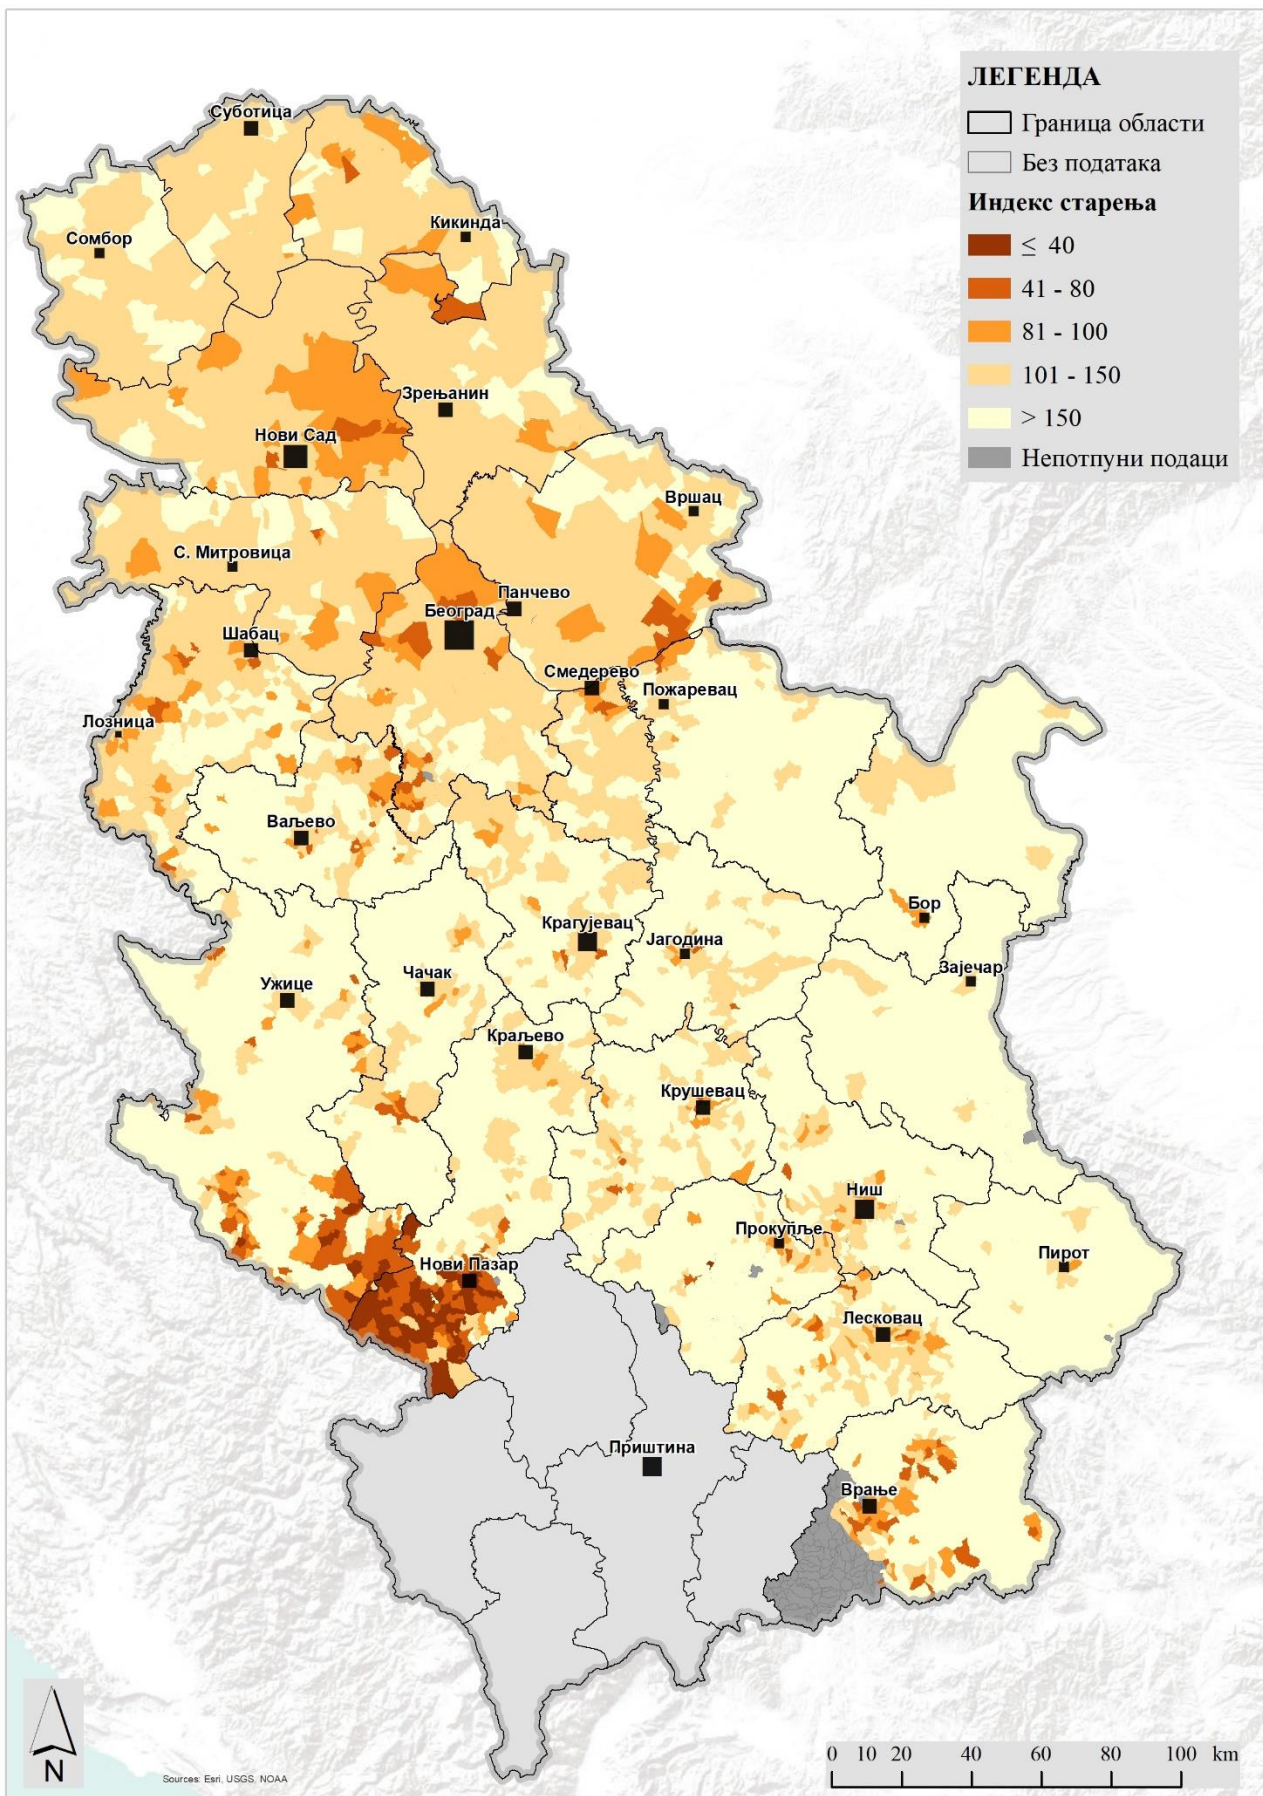 ЛЕГЕНДА
Граница области
Без података
Индекс старења
≤ 40
41 - 80
81 - 100
101 - 150
> 150
Непотпуни подаци
Суботица
Сомбор
Кикинда
Зрењанин
Нови Сад
Вршац
С. Митровица
Панчево
Београд
Шабац
Смедерево
Пожаревац
Лозница
Ваљево
Бор
Крагујевац
Јагодина
Зајечар
Ужице
Чачак
Краљево
Крушевац
Ниш
Прокупље
Пирот
Нови Пазар
Лесковац
Приштина
Врање
N
Sources: Esri, USGS, NOAA
0 10 20 40 60 80 100 km